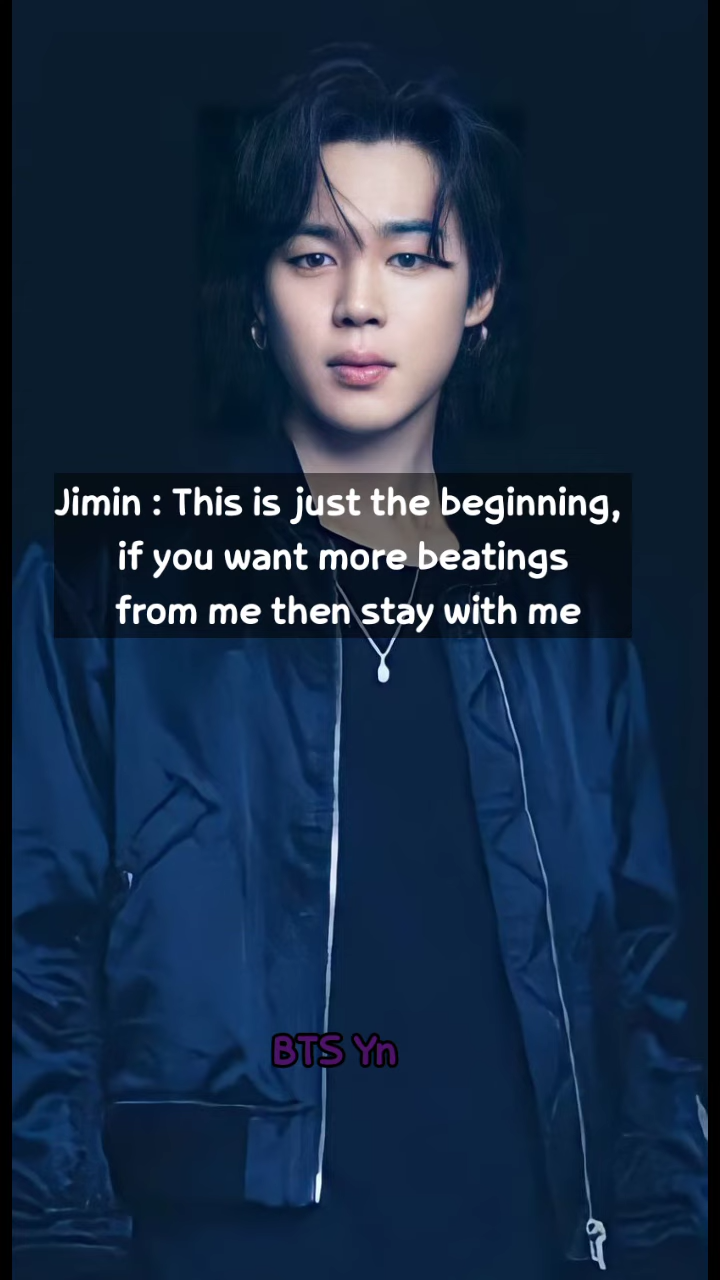 Jimin : This is just the beginning,
if you want more beatings
from me then stay with me
BTS Yn